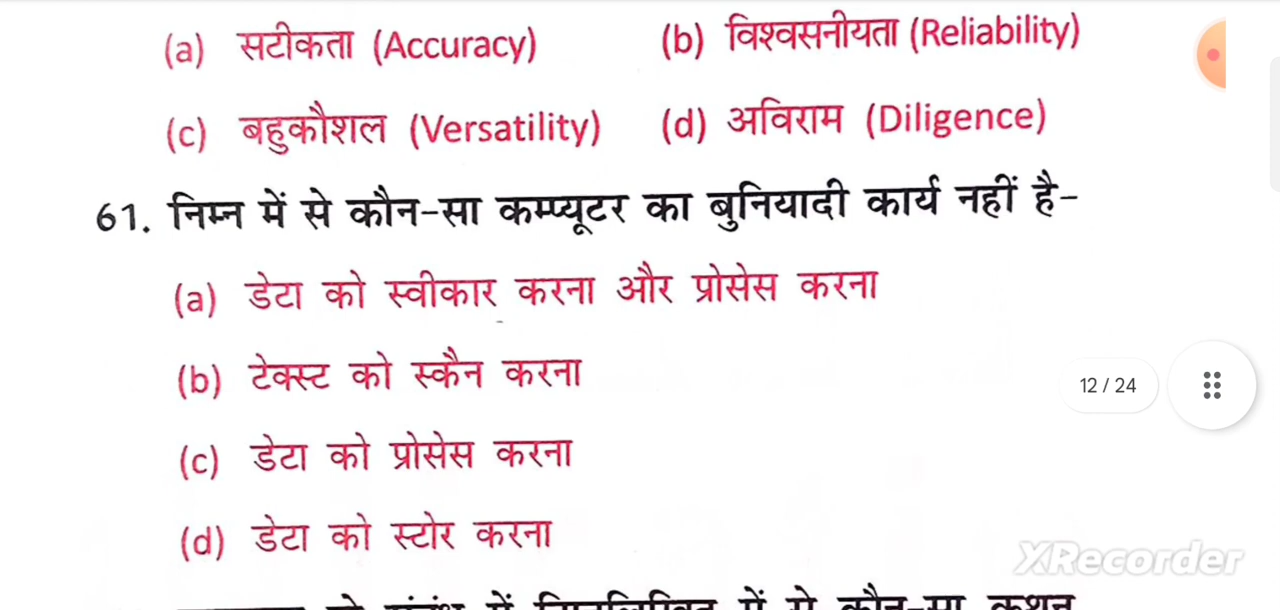 (a) सटीकता (Accuracy) (b) विश्वसनीयता (Reliability)
(c) बहुकौशल (Versatility) (d) अविराम (Diligence)
61. निम्न में से कौन-सा कम्प्यूटर का बुनियादी कार्य नहीं है-
(a) डेटा को स्वीकार करना और प्रोसेस करना
(b) टेक्स्ट को स्कैन करना
12 / 24
(c) डेटा को प्रोसेस करना
(d) डेटा को स्टोर करना
XRecorder